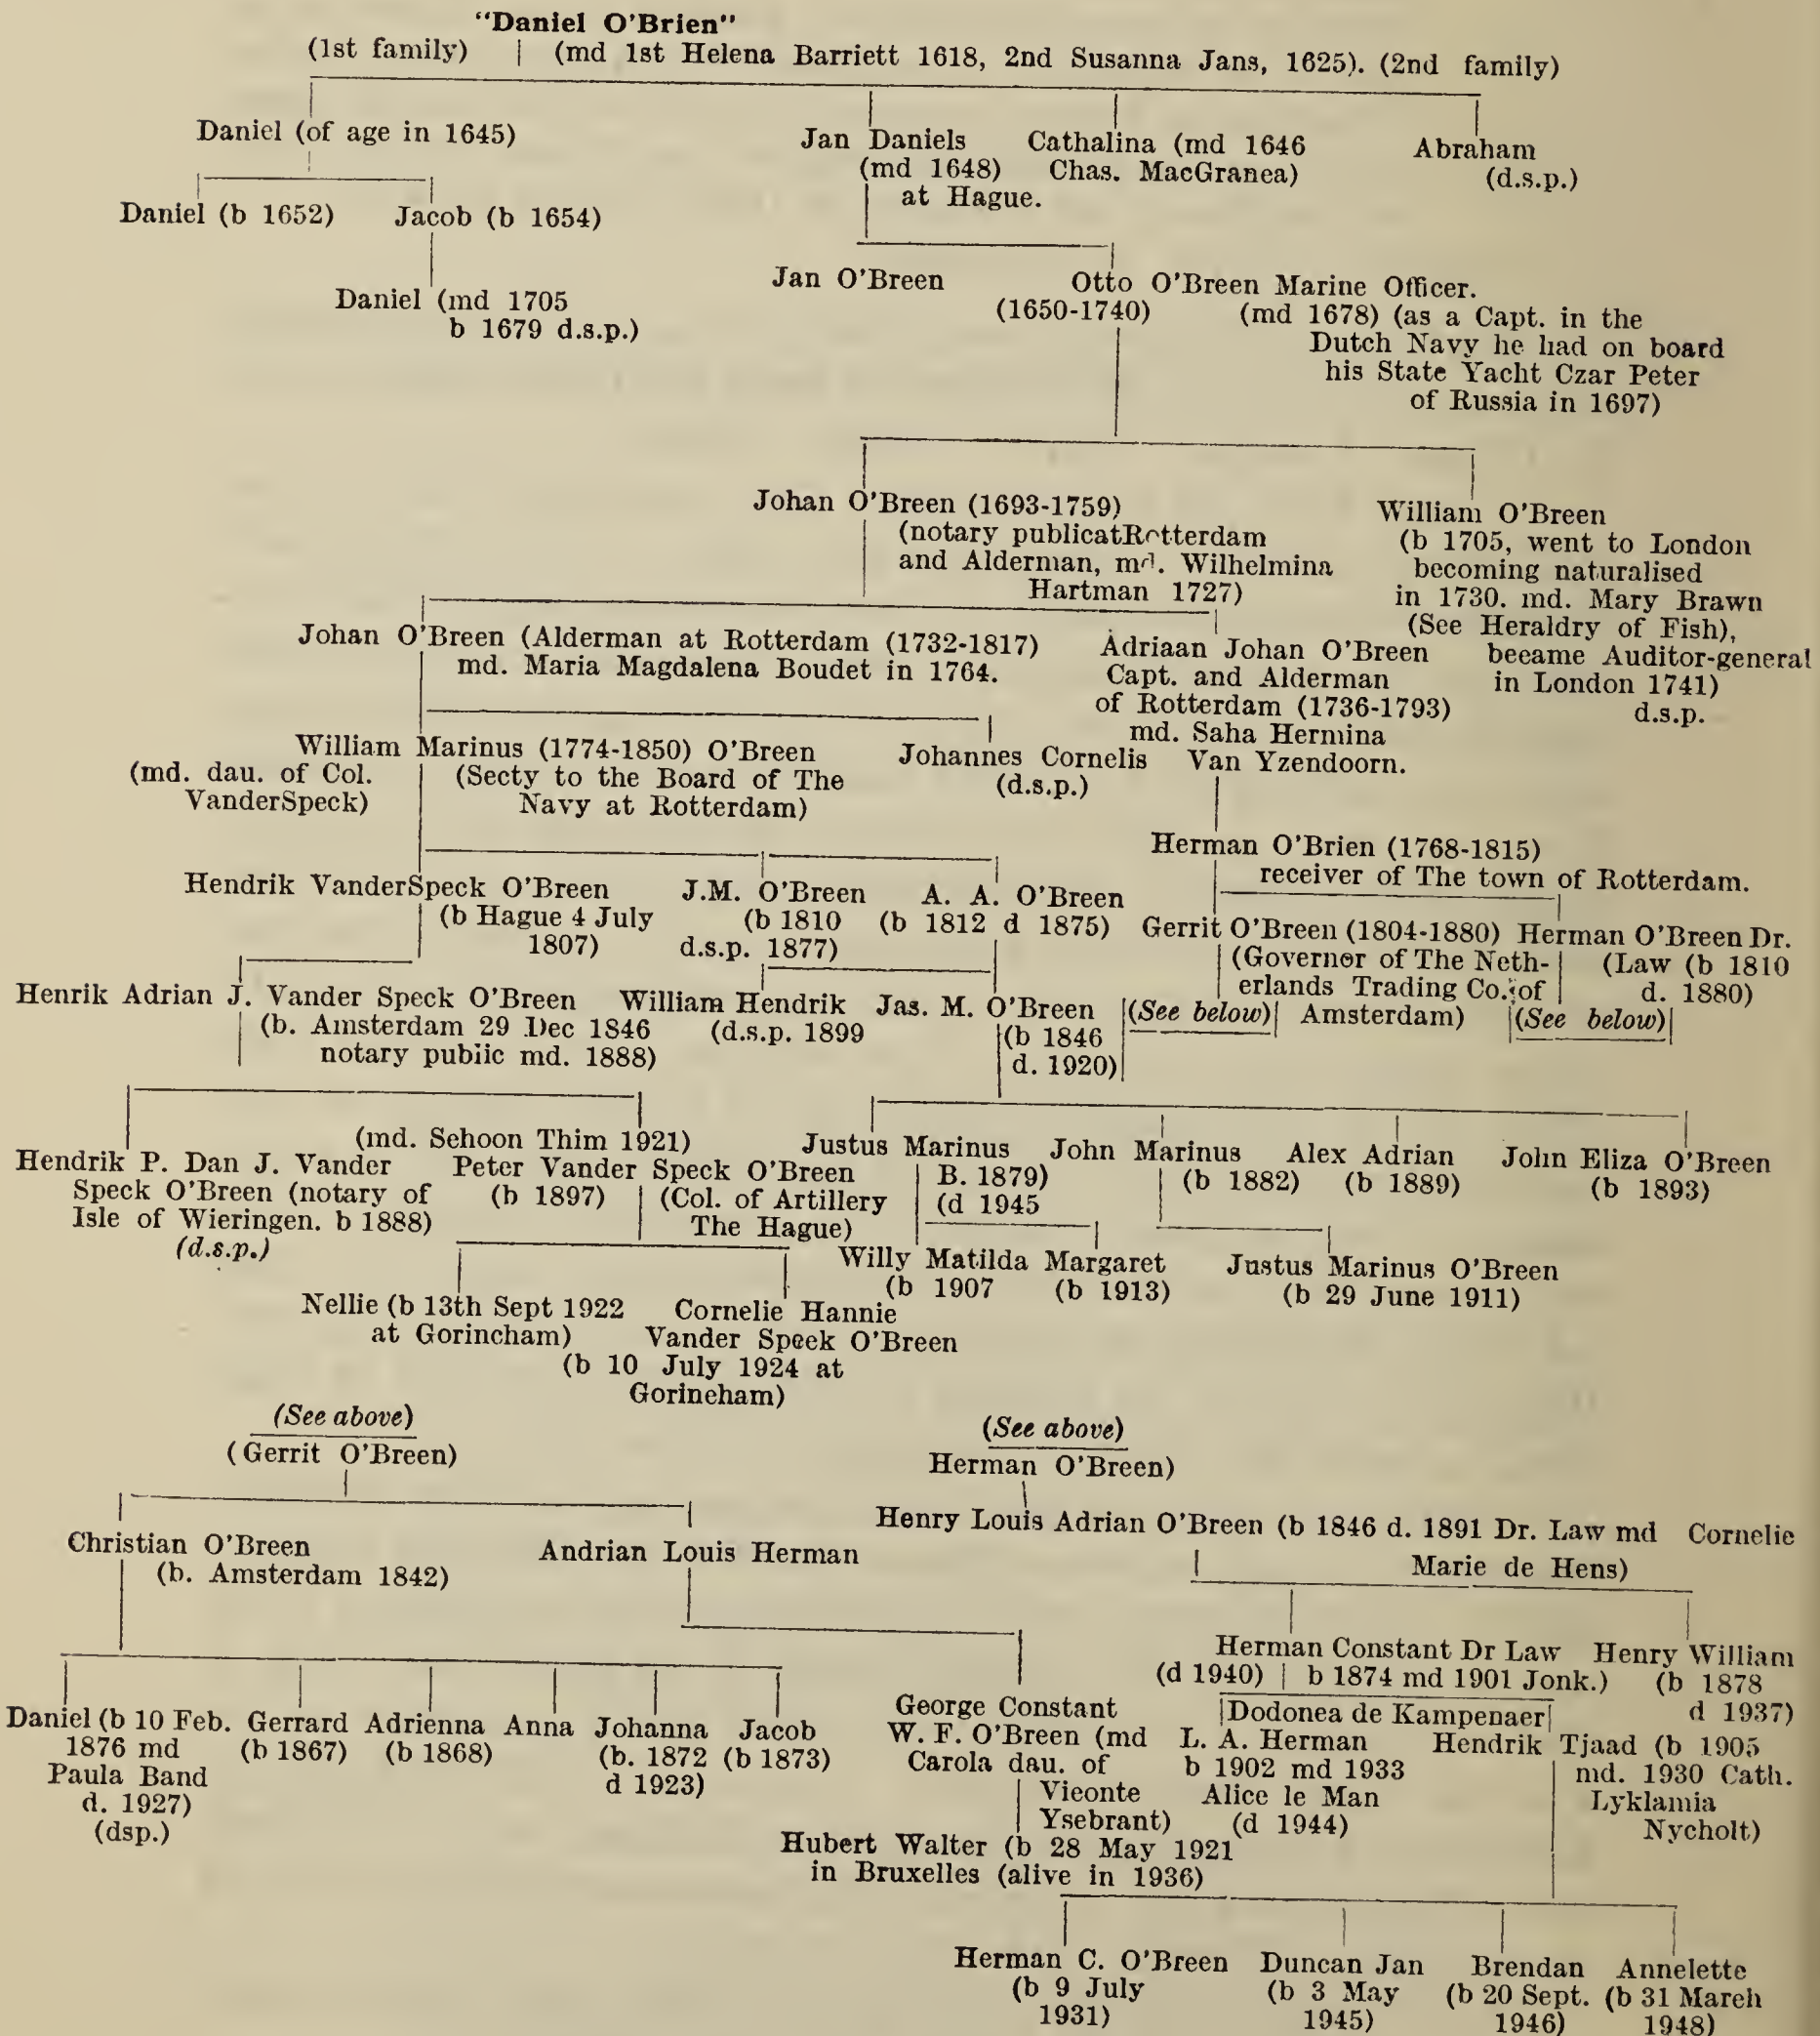 "Daniel O'Brien"
(1st family) (md 1st Helena Barriett 1618, 2nd Susanna Jans, 1625). (2nd family)
Daniel (of age in 1645)
Jan Daniels
(md 1648)
at Hague.
Cathalina (md 1646
Chas. MacGranea)
Abraham
(d.s.p.)
Daniel (b 1652)
Jacob (b 1654)
Daniel (md 1705
b 1679 d.s.p.)
Jan O'Breen
Otto O'Breen Marine Officer.
(1650-1740)
(md 1678) (as a Capt. in the
Dutch Navy he had on board
his State Yacht Czar Peter
of Russia in 1697)
Johan O'Breen (1693-1759)
(notary publicatRotterdam
and Alderman, md. Wilhelmina
Hartman 1727)
William O'Breen
(b 1705, went to London
becoming naturalised
in 1730. md. Mary Brawn
(See Heraldry of Fish),
beeame Auditor-general
in London 1741)
d.s.p.
Johan O'Breen (Alderman at Rotterdam (1732-1817)
md. Maria Magdalena Boudet in 1764.
Adriaan Johan O'Breen
Capt. and Alderman
of Rotterdam (1736-1793)
md. Saha Hermina
Van Yzendoorn.
William Marinus (1774-1850) O'Breen
(md. dau. of Col.
VanderSpeck)
(Secty to the Board of The
Navy at Rotterdam)
Johannes Cornelis
(d.s.p.)
Herman O'Brien (1768-1815)
receiver of The town of Rotterdam.
Hendrik VanderSpeck O'Breen
(b Hague 4 July
1807)
J.M. O'Breen
(b 1810
d.s.p. 1877)
A. A. O'Breen
(b 1812 d 1875)
Gerrit O'Breen (1804-1880)
(Governor of The Neth-
erlands Trading Co. of
Amsterdam)
(See below)
Herman O'Breen Dr.
(Law (b 1810
d. 1880)
(See below)
Henrik Adrian J. Vander Speck O'Breen
(b. Amsterdam 29 Dec 1846
notary public md. 1888)
William Hendrik
(d.s.p. 1899
Jas. M. O'Breen
(b 1846
d. 1920)
Hendrik P. Dan J. Vander
Speck O'Breen (notary of
Isle of Wieringen. b 1888)
(d.s.p.)
(md. Sehoon Thim 1921)
Peter Vander Speck O'Breen
(b 1897)
(Col. of Artillery
The Hague)
Justus Marinus
B. 1879)
(d 1945
John Marinus
(b 1882)
Alex Adrian
(b 1889)
John Eliza O'Breen
(b 1893)
Willy Matilda
(b 1907
Margaret
(b 1913)
Justus Marinus O'Breen
(b 29 June 1911)
Nellie (b 13th Sept 1922
at Gorincham)
Cornelie Hannie
Vander Speek O'Breen
(b 10 July 1924 at
Gorineham)
(See above)
(Gerrit O'Breen)
(See above)
Herman O'Breen)
Christian O'Breen
(b. Amsterdam 1842)
Andrian Louis Herman
Henry Louis Adrian O'Breen (b 1846 d. 1891 Dr. Law md Cornelie
Marie de Hens)
Herman Constant Dr Law
(d 1940) b 1874 md 1901 Jonk.)
Dodonea de Kampenaer
Henry William
(b 1878
d 1937)
Daniel (b 10 Feb.
1876 md
Paula Band
d. 1927)
(dsp.)
Gerrard
(b 1867)
Adrienna
(b 1868)
Anna
Johanna
(b. 1872
d 1923)
Jacob
(b 1873)
George Constant
W. F. O'Breen (md
Carola dau. of
Vieonte
Ysebrant)
L. A. Herman
b 1902 md 1933
Alice le Man
(d 1944)
Hendrik Tjaad (b 1905
md. 1930 Cath.
Lyklamia
Nycholt)
Hubert Walter (b 28 May 1921
in Bruxelles (alive in 1936)
Herman C. O'Breen
(b 9 July
1931)
Duncan Jan
(b 3 May
1945)
Brendan
(b 20 Sept.
1946)
Annelette
(b 31 Mareh
1948)